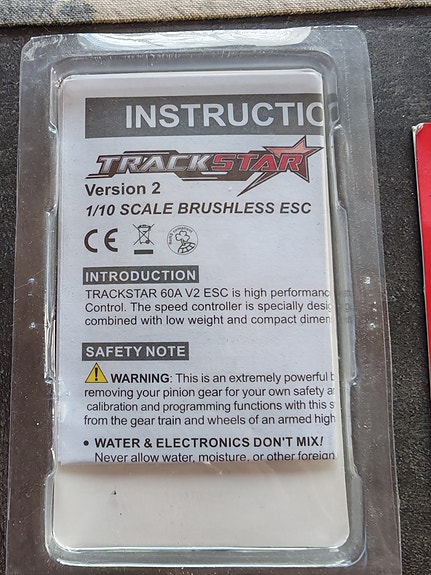 INSTRUCTIO
TRACKSTAR
Version 2
1/10 SCALE BRUSHLESS ESC
CE
INTRODUCTION
TRACKSTAR 60A V2 ESC is high performanc
Control. The speed controller is specially desig
combined with low weight and compact dimen
SAFETY NOTE
WARNING: This is an extremely powerful b
removing your pinion gear for your own safety a
calibration and programming functions with this s
from the gear train and wheels of an armed high
• WATER & ELECTRONICS DON'T MIX!
Never allow water, moisture, or other foreign